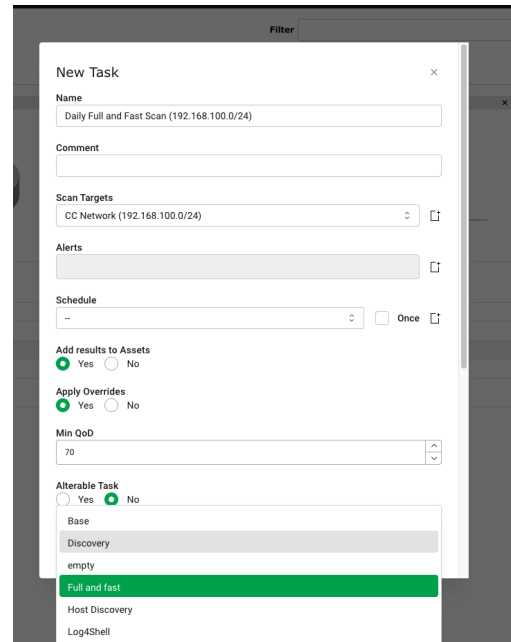 Filter
New Task
Name
Daily Full and Fast Scan (192.168.100.0/24)
Comment
Scan Targets
CC Network (192.168.100.0/24)
Alerts
Schedule
--
Once
Add results to Assets
Yes No
Apply Overrides
Yes No
Min QoD
70
Alterable Task
Yes No
Base
Discovery
empty
Full and fast
Host Discovery
Log4Shell